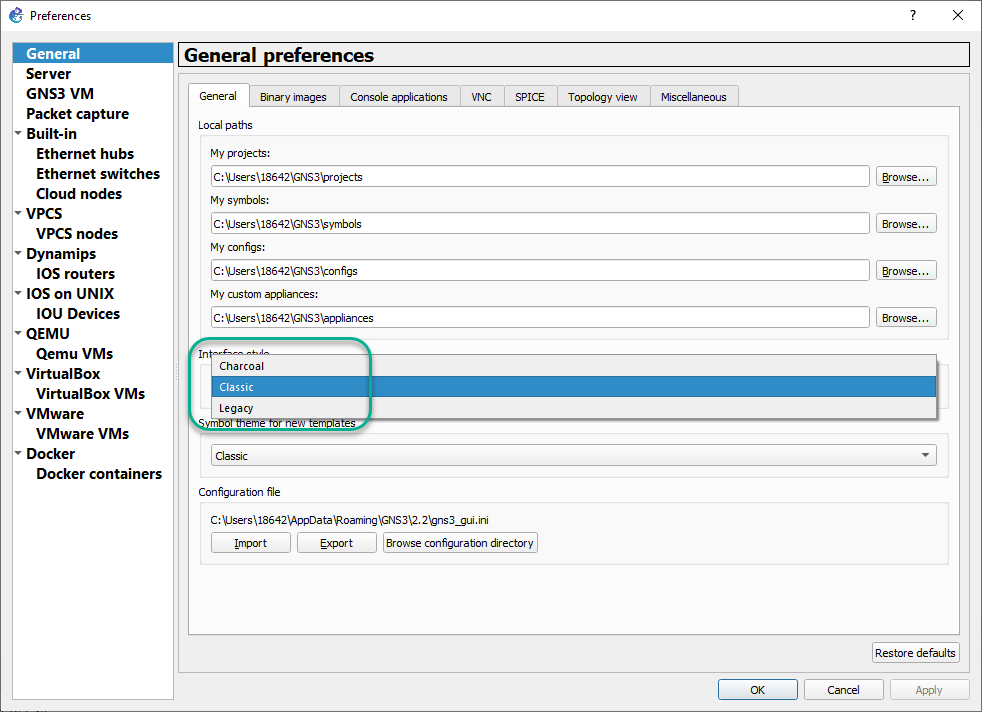 Preferences
?
General
Server
GNS3 VM
Packet capture
Built-in
Ethernet hubs
Ethernet switches
Cloud nodes
VPCS
VPCS nodes
Dynamips
IOS routers
IOS on UNIX
IOU Devices
QEMU
Qemu VMs
VirtualBox
VirtualBox VMs
VMware
VMware VMs
Docker
Docker containers
General preferences
General Binary images Console applications VNC SPICE Topology view Miscellaneous
Local paths
My projects:
C:\Users\18642\GNS3\projects Browse...
My symbols:
C:\Users\18642\GNS3\symbols Browse...
My configs:
C:\Users\18642\GNS3\configs Browse...
My custom appliances:
C:\Users\18642\GNS3\appliances Browse...
Interface style
Charcoal
Classic
Legacy
Symbol theme for new templates
Classic
Configuration file
C:\Users\18642\AppData\Roaming\GNS3\2.2\gns3_gui.ini
Import Export Browse configuration directory
Restore defaults
OK Cancel Apply